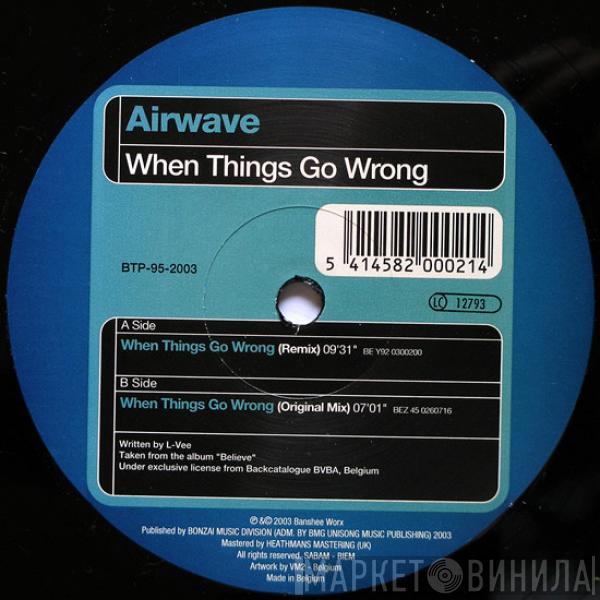 Airwave
When Things Go Wrong
5 414582 000214
BTP-95-2003
LC 12793
A Side
When Things Go Wrong (Remix) 09'31" BE Y92 0300200
B Side
When Things Go Wrong (Original Mix) 07'01" BEZ 45 0260716
Written by L-Vee
Taken from the album "Believe"
Under exclusive license from Backcatalogue BVBA, Belgium
℗ &© 2003 Banshee Worx
Published by BONZAI MUSIC DIVISION (ADM. BY BMG UNISONG MUSIC PUBLISHING) 2003
Mastered by HEATHMANS MASTERING (UK)
All rights reserved. SABAM - BIEM
Artwork by VM2 - Belgium
Made in Belgium
МАРКЕТ ВИНИЛА